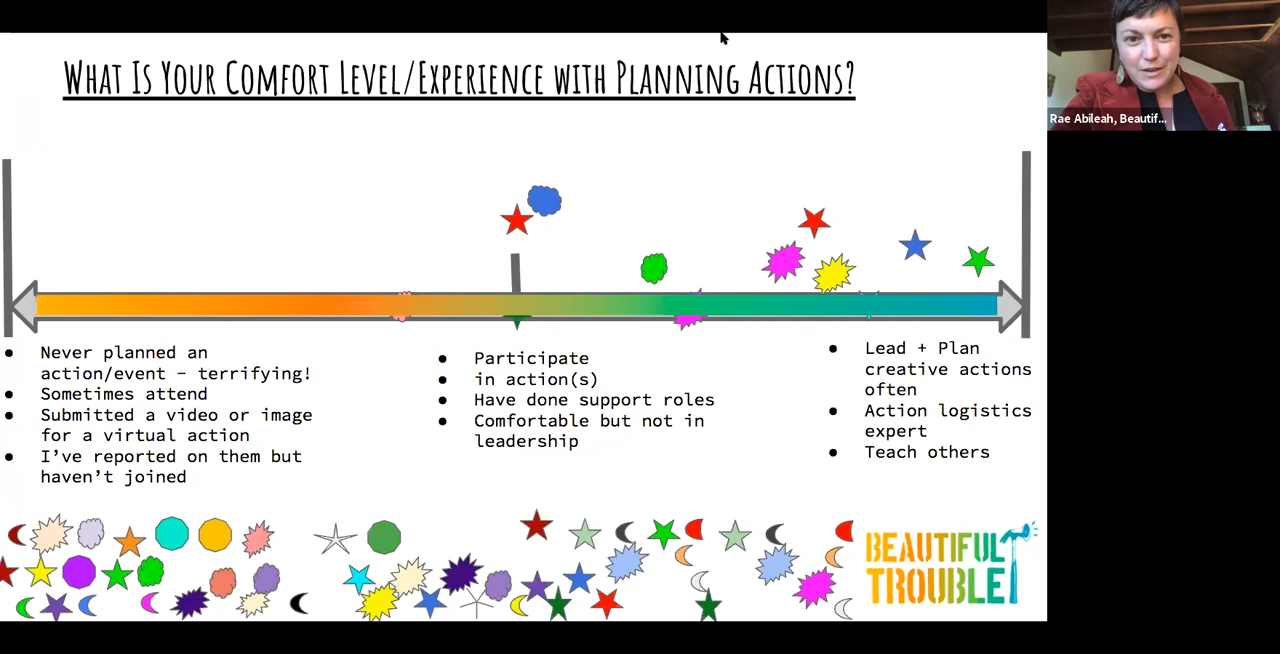 What Is Your Comfort Level/Experience with Planning Actions?
Rae Abileah, Beautif...
Never planned an
action/event – terrifying!
Sometimes attend
Submitted a video or image
for a virtual action
I've reported on them but
haven't joined
Participate
in action(s)
Have done support roles
Comfortable but not in
leadership
Lead + Plan
creative actions
often
Action logistics
expert
Teach others
BEAUTIFUL
TROUBLE